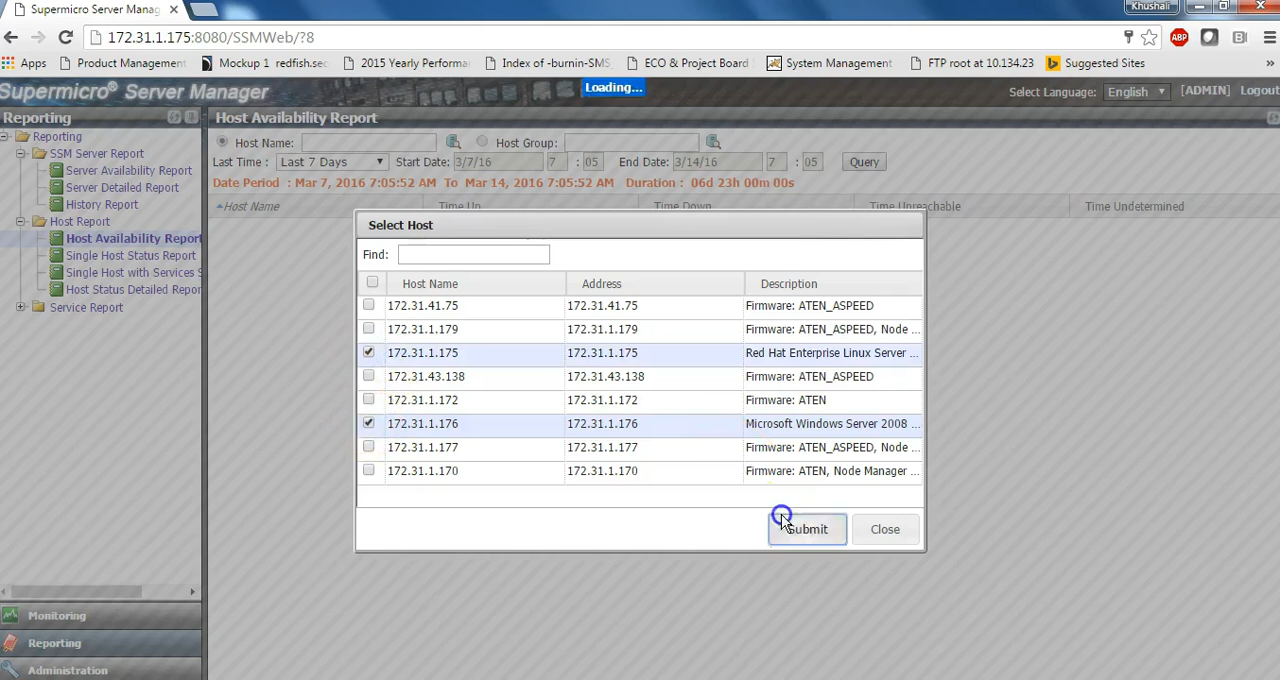 Supermicro Server Manag
Khushali
172.31.1.175:8080/SSMWeb/?8
ABP
Apps Product Management Mockup 1 redfish.sec 2015 Yearly Performa Index of -burnin-SMS_ ECO & Project Board System Management FTP root at 10.134.23 Suggested Sites »
Supermicro® Server Manager Loading... Select Language: English [ADMIN] Logout
Reporting Host Availability Report
Reporting Host Name: Host Group:
SSM Server Report
Last Time : Last 7 Days Start Date: 3/7/16 7 : 05 End Date: 3/14/16 7 : 05 Query
Server Availability Report
Date Period : Mar 7, 2016 7:05:52 AM To Mar 14, 2016 7:05:52 AM Duration : 06d 23h 00m 00s
Server Detailed Report
History Report
Host Name Time Up Time Down Time Unreachable Time Undetermined
Host Report
Host Availability Report
Single Host Status Report
Single Host with Services S
Host Status Detailed Repor
Service Report
Select Host
Find:
Host Name Address Description
172.31.41.75 172.31.41.75 Firmware: ATEN_ASPEED
172.31.1.179 172.31.1.179 Firmware: ATEN_ASPEED, Node ...
172.31.1.175 172.31.1.175 Red Hat Enterprise Linux Server ...
172.31.43.138 172.31.43.138 Firmware: ATEN_ASPEED
172.31.1.172 172.31.1.172 Firmware: ATEN
172.31.1.176 172.31.1.176 Microsoft Windows Server 2008 ...
172.31.1.177 172.31.1.177 Firmware: ATEN_ASPEED, Node ...
172.31.1.170 172.31.1.170 Firmware: ATEN, Node Manager ...
Submit Close
Monitoring
Reporting
Administration